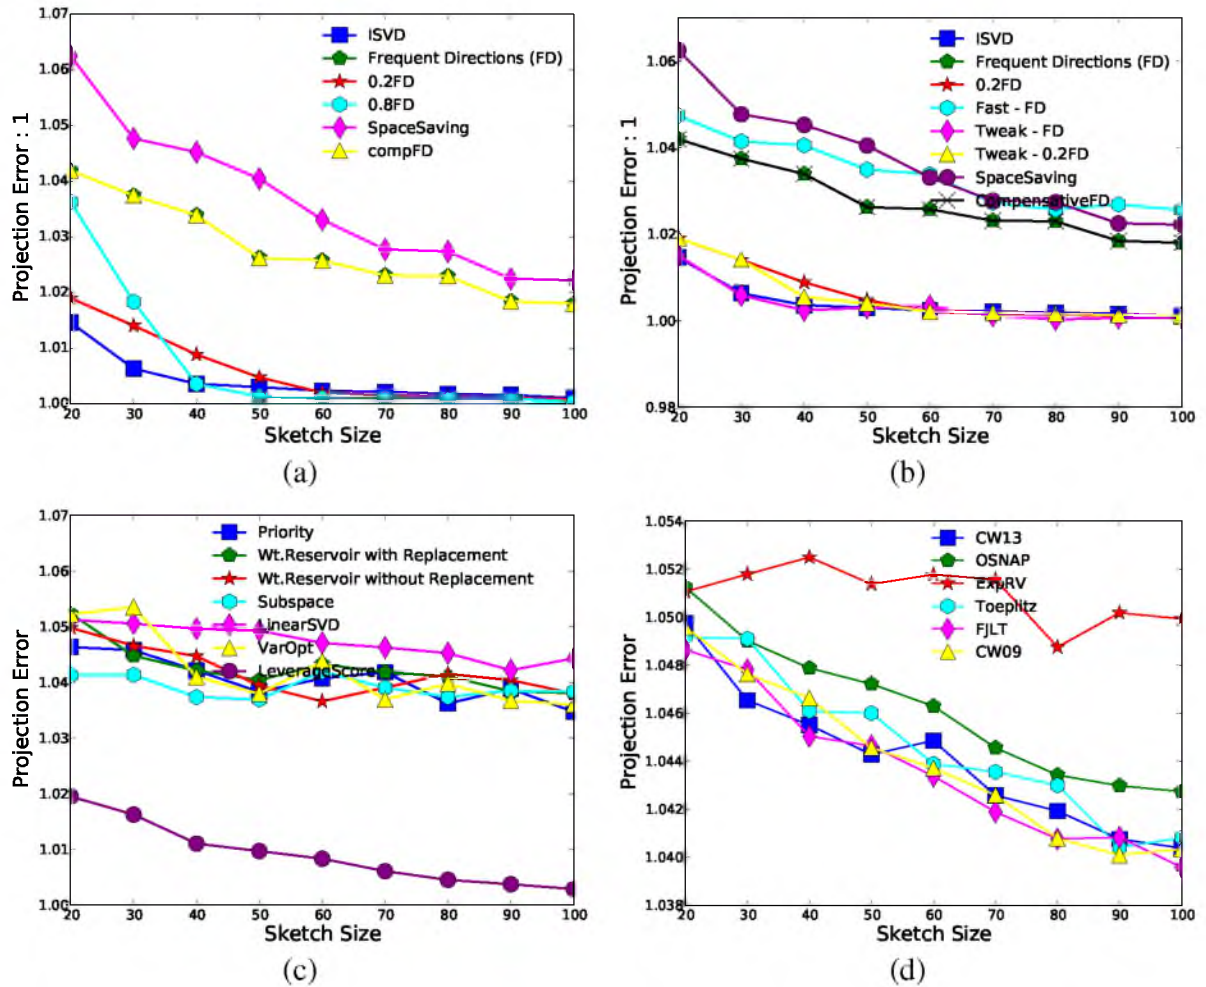 1.07
1.06
1.05
1.04
1.03
1.02
1.01
1.00
Projection Error : 1
ISVD
Frequent Directions (FD)
0.2FD
0.8FD
SpaceSaving
compFD
20 30 40 50 60 70 80 90 100
Sketch Size
(a)
1.06
1.04
1.02
1.00
0.98
Projection Error : 1
ISVD
Frequent Directions (FD)
0.2FD
Fast - FD
Tweak - FD
Tweak - 0.2FD
SpaceSaving
CompensativeFD
20 30 40 50 60 70 80 90 100
Sketch Size
(b)
1.07
1.06
1.05
1.04
1.03
1.02
1.01
1.00
Projection Error
Priority
Wt.Reservoir with Replacement
Wt.Reservoir without Replacement
Subspace
LinearSVD
VarOpt
LeverageScore
20 30 40 50 60 70 80 90 100
Sketch Size
(c)
1.054
1.052
1.050
1.048
1.046
1.044
1.042
1.040
1.038
Projection Error
CW13
OSNAP
ExpRV
Toeplitz
FJLT
CW09
20 30 40 50 60 70 80 90 100
Sketch Size
(d)